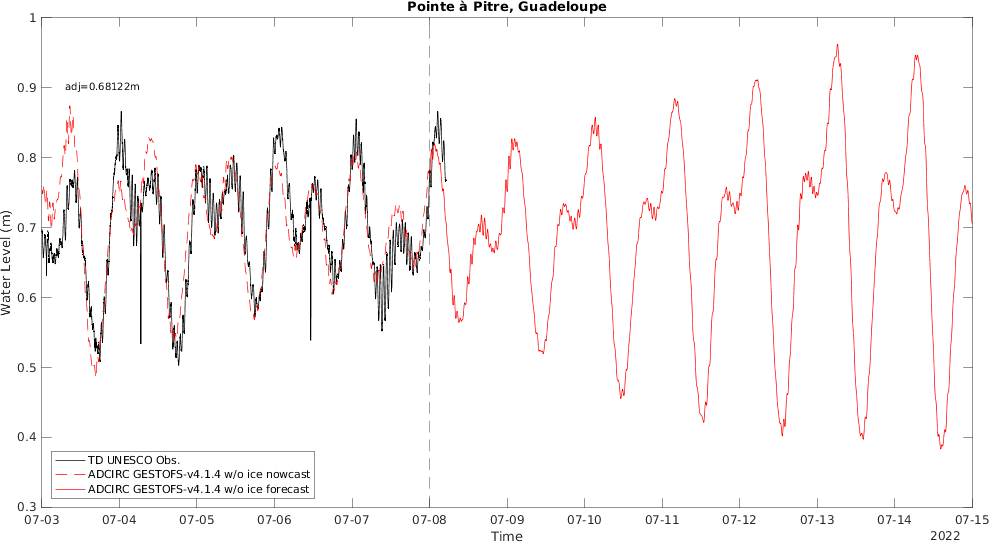 Pointe à Pitre, Guadeloupe
1
0.9
0.8
0.7
0.6
0.5
0.4
0.3
Water Level (m)
adj=0.68122m
TD UNESCO Obs.
ADCIRC GESTOFS-v4.1.4 w/o ice nowcast
ADCIRC GESTOFS-v4.1.4 w/o ice forecast
07-03 07-04 07-05 07-06 07-07 07-08 07-09 07-10 07-11 07-12 07-13 07-14 07-15
Time
2022